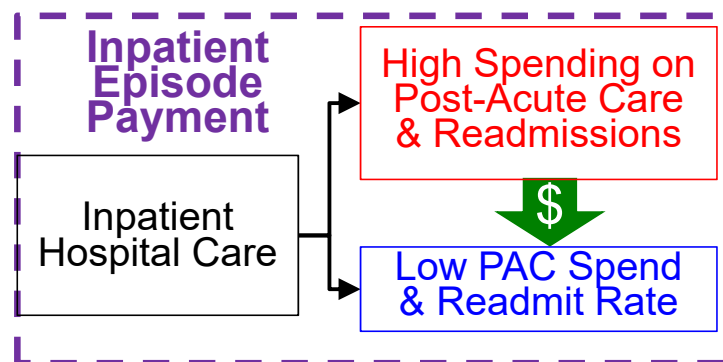 Inpatient
Episode
Payment
High Spending on
Post-Acute Care
& Readmissions
$
Inpatient
Hospital Care
Low PAC Spend
& Readmit Rate